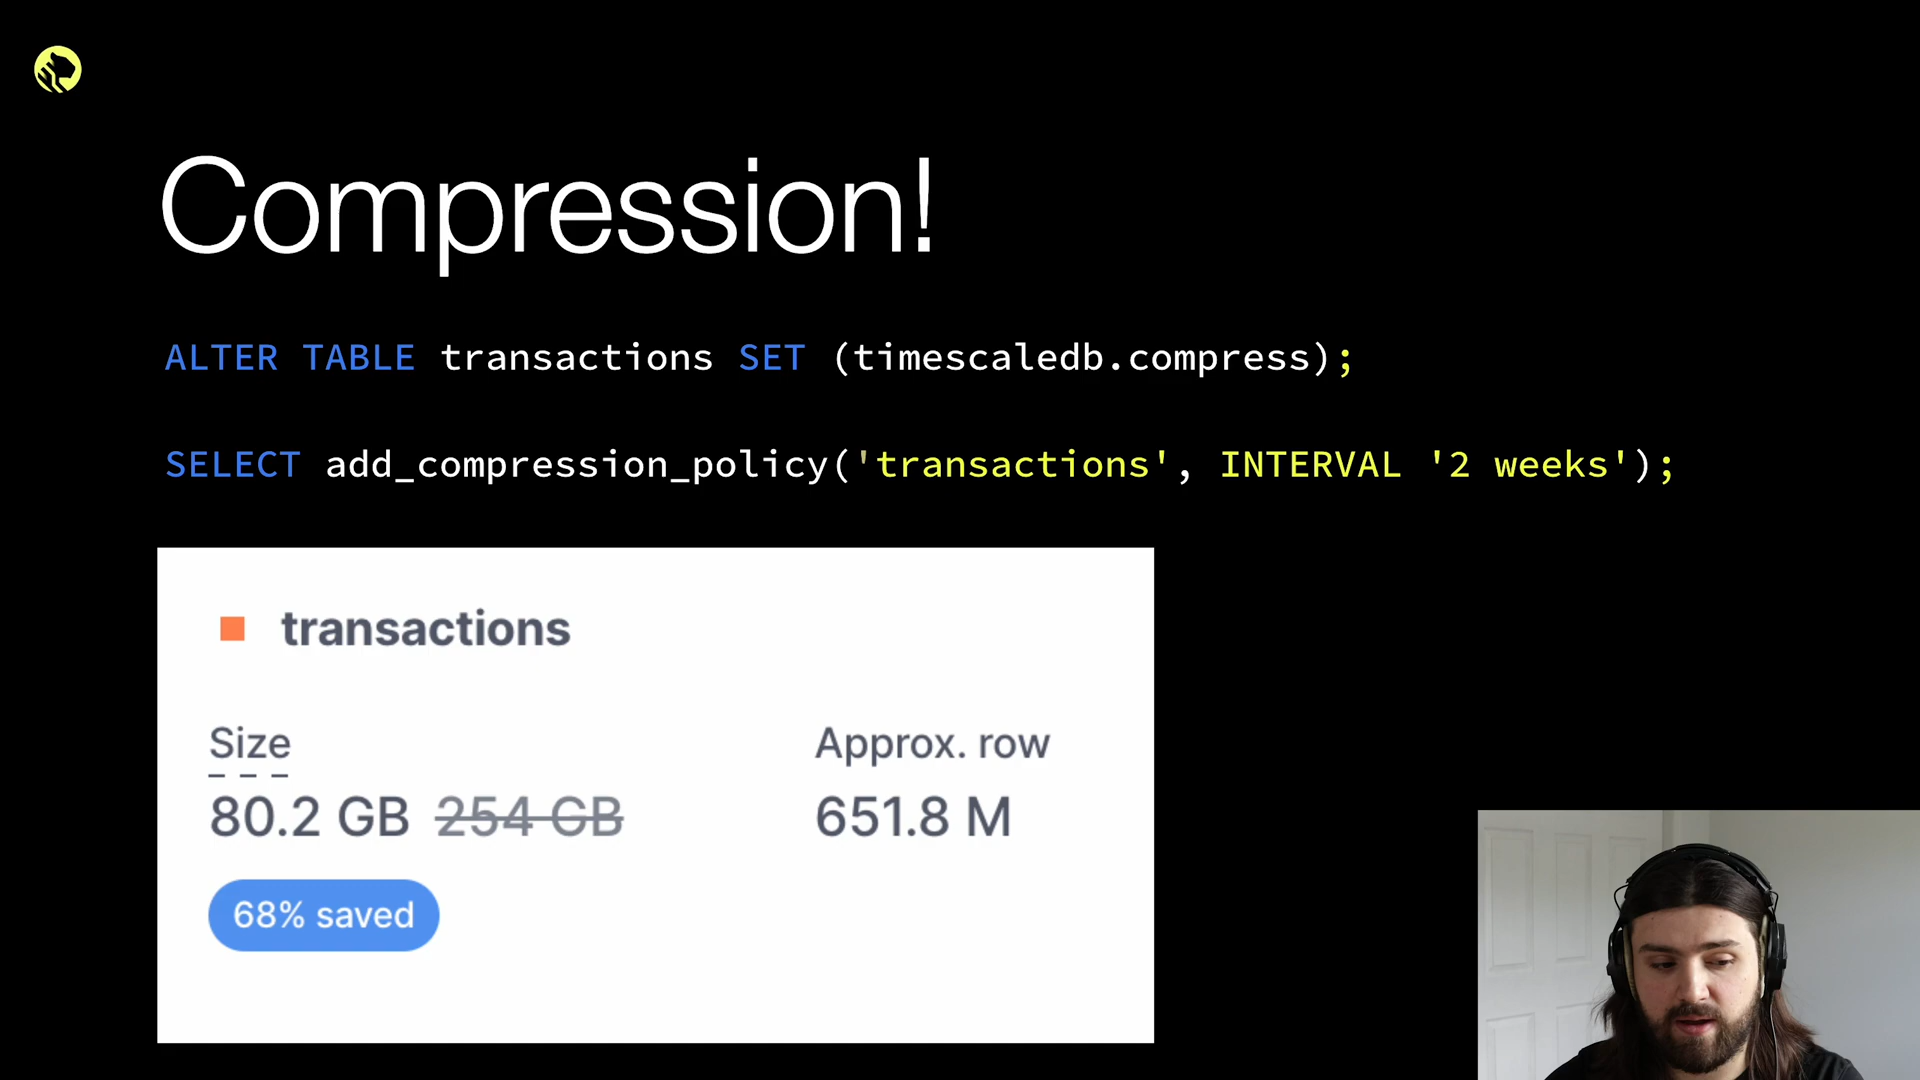 Compression!
ALTER TABLE transactions SET (timescaledb.compress);
SELECT add_compression_policy('transactions', INTERVAL '2 weeks');
transactions
Size
Approx. row
80.2 GB 254 GB
651.8 M
68% saved